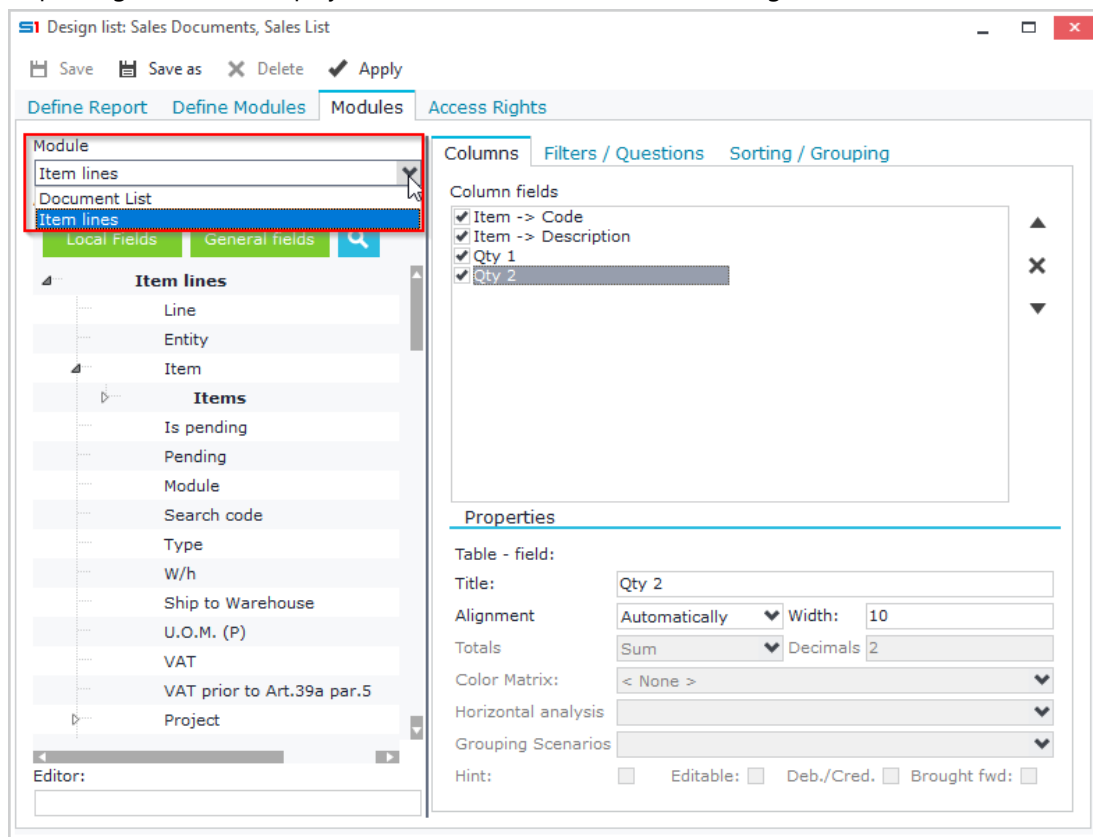 S1 Design list: Sales Documents, Sales List
Save Save as Delete Apply
Define Report Define Modules Modules Access Rights
Module
Item lines
Document List
Item lines
Local Fields General fields
Item lines
Line
Entity
Item
Items
Is pending
Pending
Module
Search code
Type
W/h
Ship to Warehouse
U.O.M. (P)
VAT
VAT prior to Art.39a par.5
Project
Editor:
Columns Filters / Questions Sorting / Grouping
Column fields
Item -> Code
Item -> Description
Qty 1
Qty 2
Properties
Table - field:
Title: Qty 2
Alignment Automatically Width: 10
Totals Sum Decimals 2
Color Matrix: < None >
Horizontal analysis
Grouping Scenarios
Hint: Editable: Deb./Cred. Brought fwd: